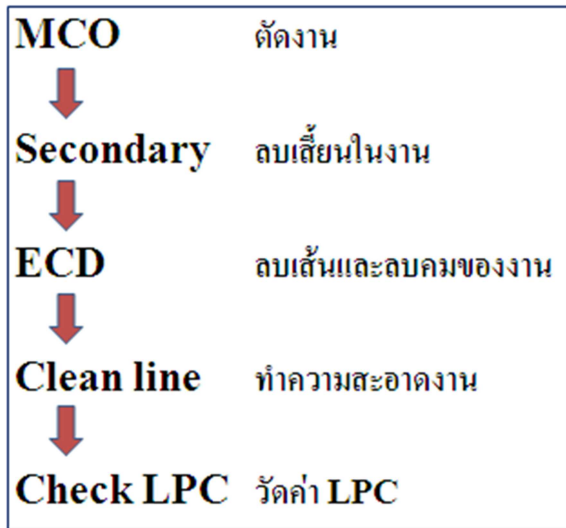 MCO ตัดงาน
Secondary ลบเสี้ยนในงาน
ECD ลบเส้นและลบคมของงาน
Clean line ทำความสะอาดงาน
Check LPC วัดค่า LPC